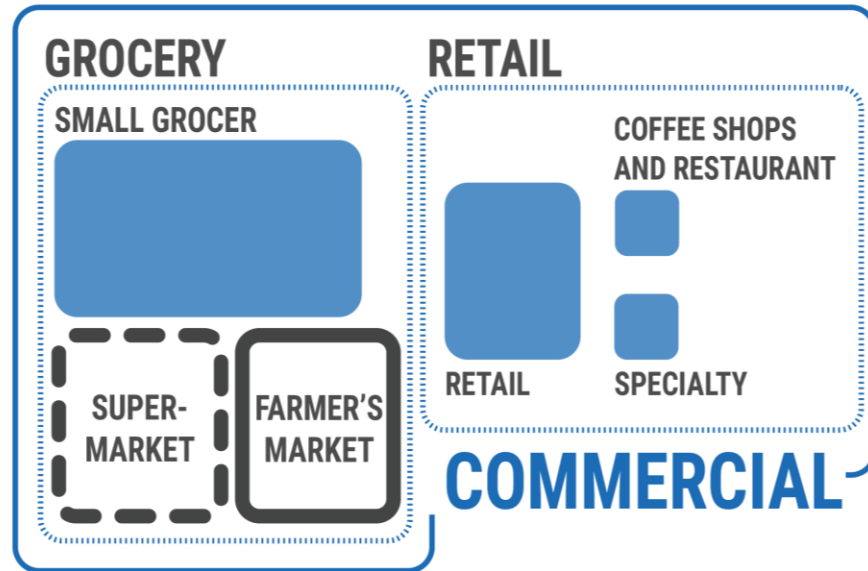 GROCERY
SMALL GROCER
SUPER-
MARKET
FARMER'S
MARKET
RETAIL
COFFEE SHOPS
AND RESTAURANT
RETAIL
SPECIALTY
COMMERCIAL